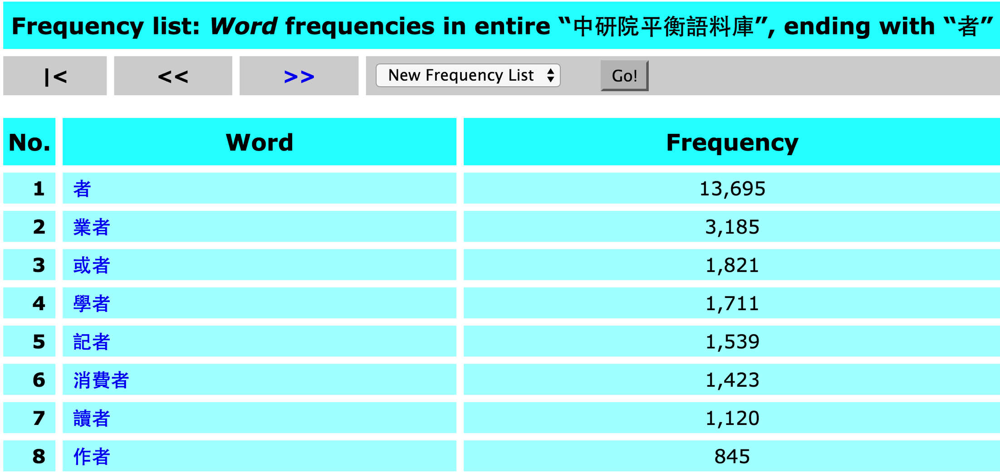 Frequency list: Word frequencies in entire “中研院平衡語料庫”, ending with “者”
|< << >> New Frequency List Go!
No. Word Frequency
1 者 13,695
2 業者 3,185
3 或者 1,821
4 學者 1,711
5 記者 1,539
6 消費者 1,423
7 讀者 1,120
8 作者 845